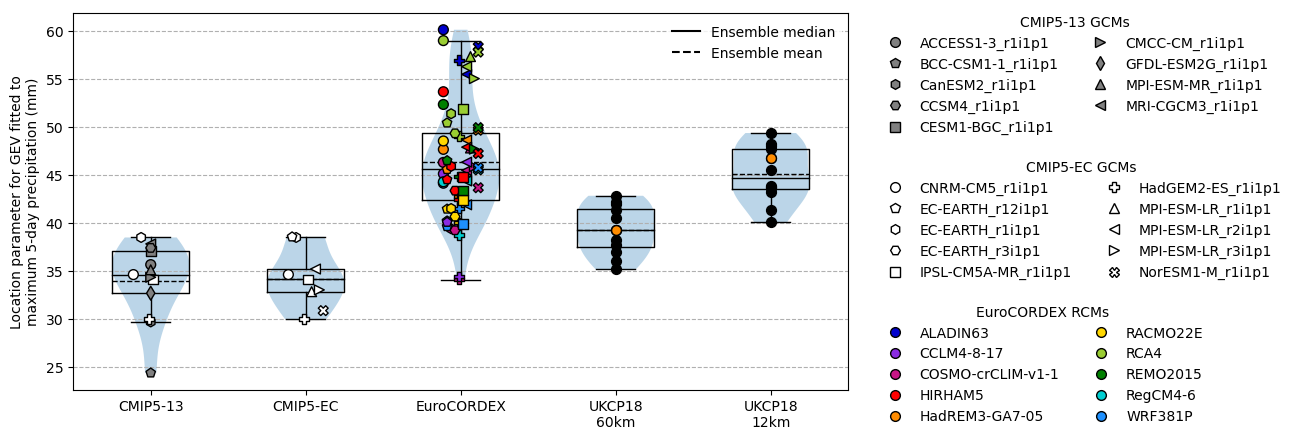 Location parameter for GEV fitted to
maximum 5-day precipitation (mm)
60
55
50
45
40
35
30
25
Ensemble median
Ensemble mean
CMIP5-13
CMIP5-EC
EuroCORDEX
UKCP18
60km
UKCP18
12km
CMIP5-13 GCMs
ACCESS1-3_r1i1p1
BCC-CSM1-1_r1i1p1
CanESM2_r1i1p1
CCSM4_r1i1p1
CESM1-BGC_r1i1p1
CMCC-CM_r1i1p1
GFDL-ESM2G_r1i1p1
MPI-ESM-MR_r1i1p1
MRI-CGCM3_r1i1p1
CMIP5-EC GCMs
CNRM-CM5_r1i1p1
EC-EARTH_r12i1p1
EC-EARTH_r1i1p1
EC-EARTH_r3i1p1
IPSL-CM5A-MR_r1i1p1
HadGEM2-ES_r1i1p1
MPI-ESM-LR_r1i1p1
MPI-ESM-LR_r2i1p1
MPI-ESM-LR_r3i1p1
NorESM1-M_r1i1p1
EuroCORDEX RCMs
ALADIN63
CCLM4-8-17
COSMO-crCLIM-v1-1
HIRHAM5
HadREM3-GA7-05
RACMO22E
RCA4
REMO2015
RegCM4-6
WRF381P